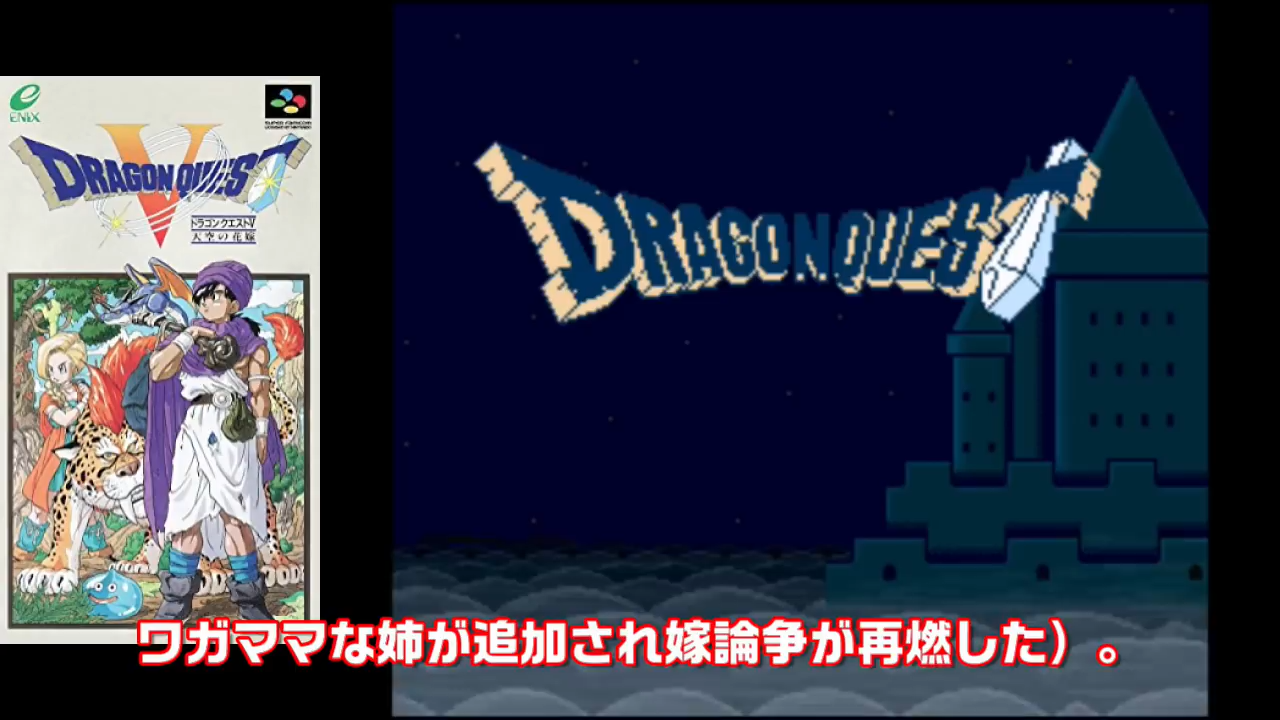 ENIX
DRAGON QUEST
V
ドラゴンクエストV
天空の花嫁
DRAGON QUEST
ワガママな姉が追加され嫁論争が再燃した）。